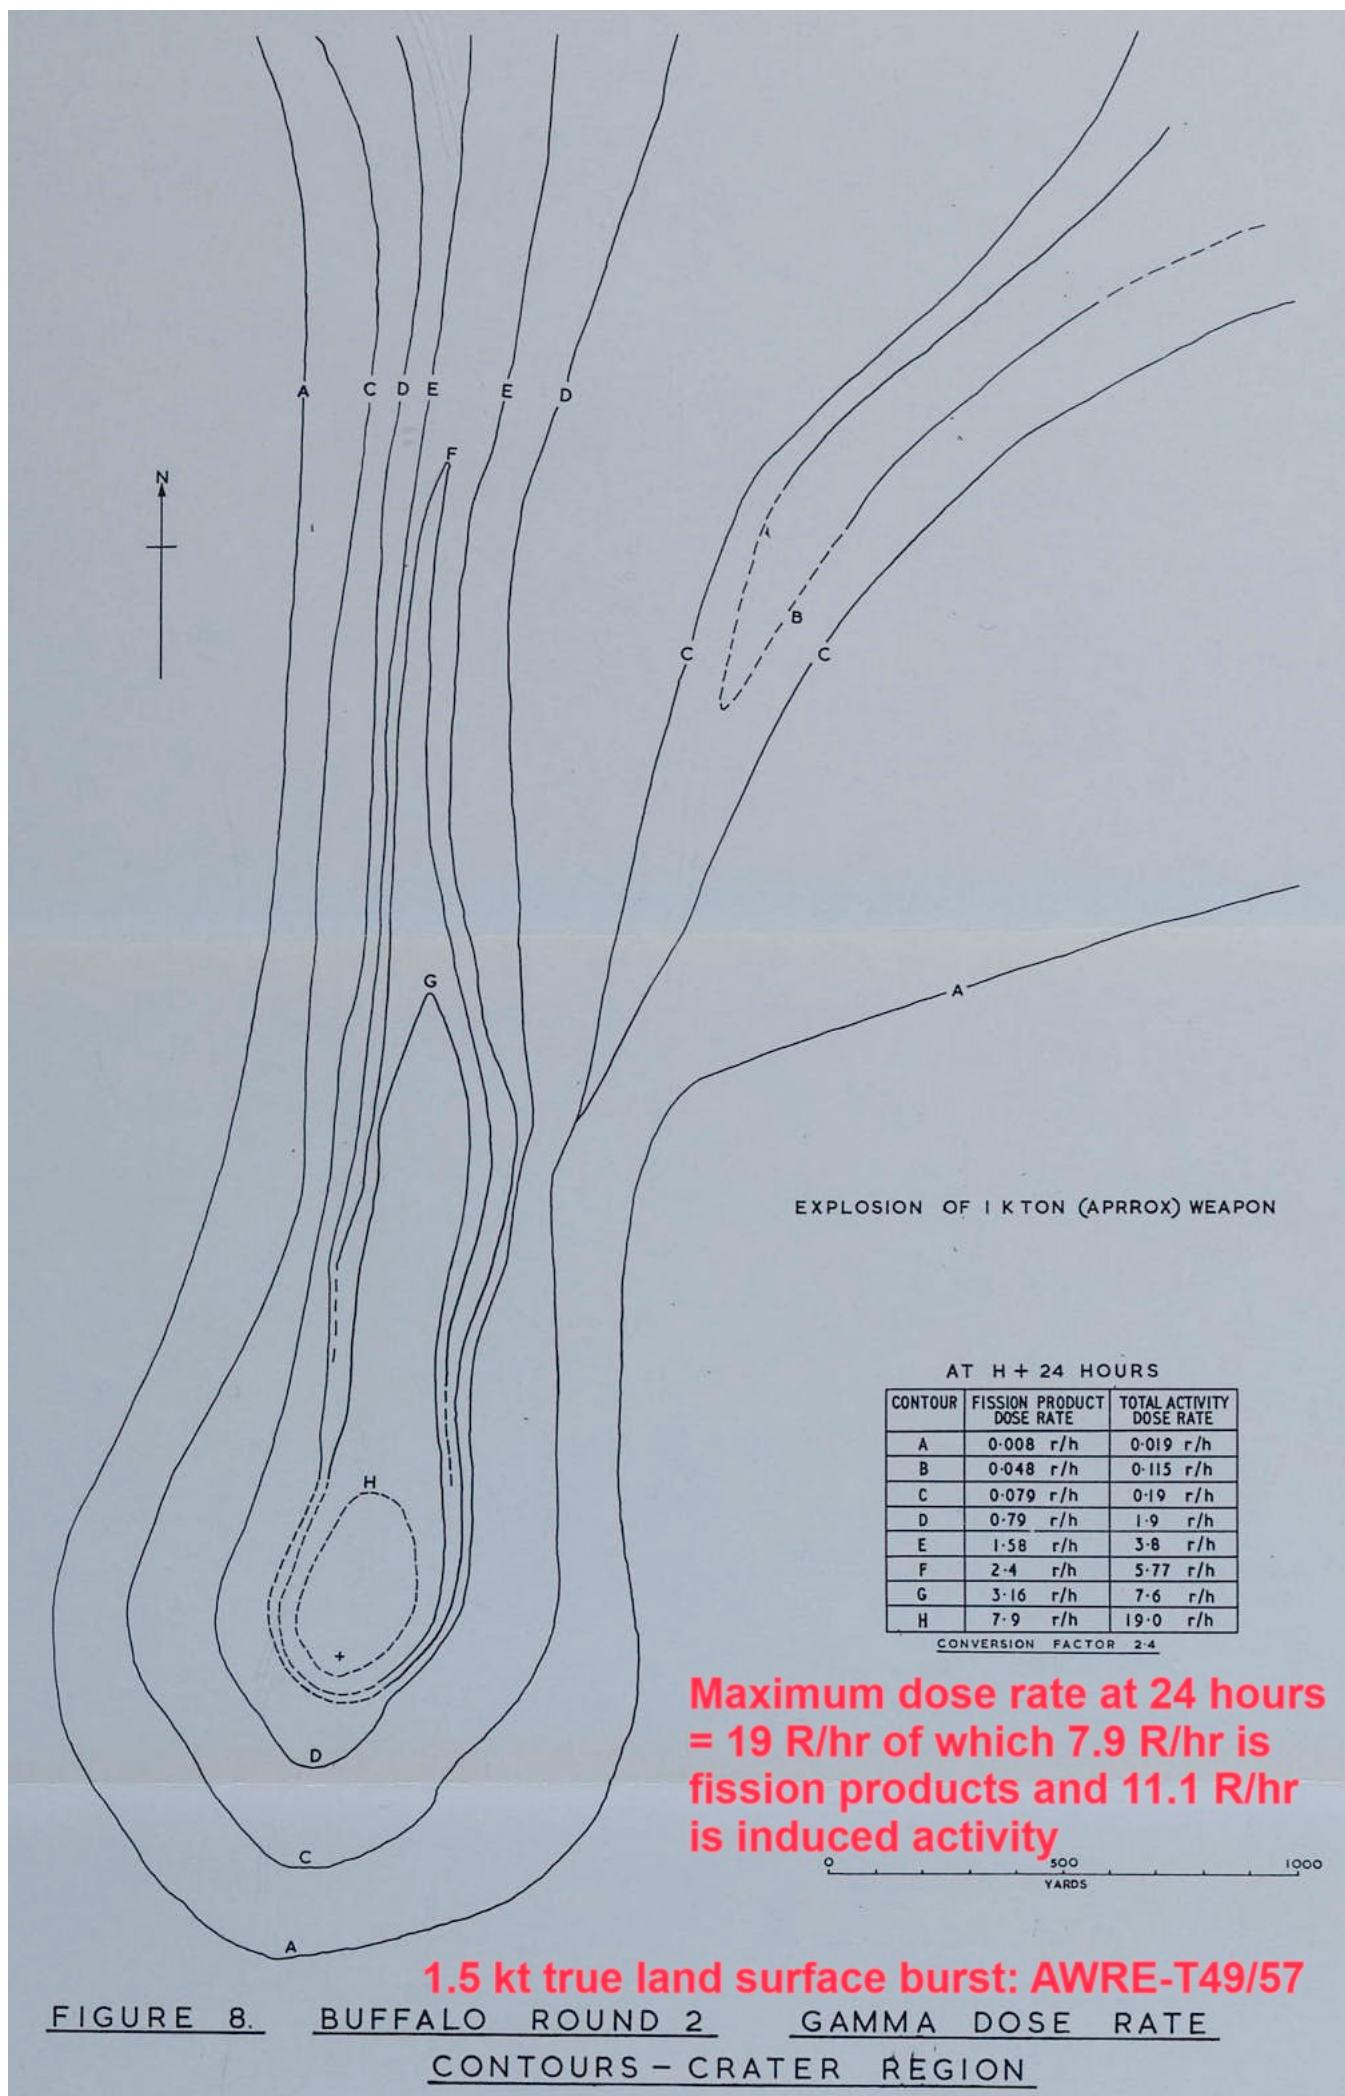 A
C
D
E
E
D
F
N
B
C
C
G
A
EXPLOSION OF 1 KTON (APRROX) WEAPON
AT H + 24 HOURS
CONTOUR FISSION PRODUCT DOSE RATE TOTAL ACTIVITY DOSE RATE
A 0·008 r/h 0·019 r/h
B 0·048 r/h 0·115 r/h
C 0·079 r/h 0·19 r/h
D 0·79 r/h 1·9 r/h
E 1·58 r/h 3·8 r/h
F 2·4 r/h 5·77 r/h
G 3·16 r/h 7·6 r/h
H 7·9 r/h 19·0 r/h
CONVERSION FACTOR 2·4
H
+
D
Maximum dose rate at 24 hours
= 19 R/hr of which 7.9 R/hr is
fission products and 11.1 R/hr
is induced activity
C
0 500 1000
YARDS
A
1.5 kt true land surface burst: AWRE-T49/57
FIGURE 8. BUFFALO ROUND 2 GAMMA DOSE RATE
CONTOURS – CRATER REGION